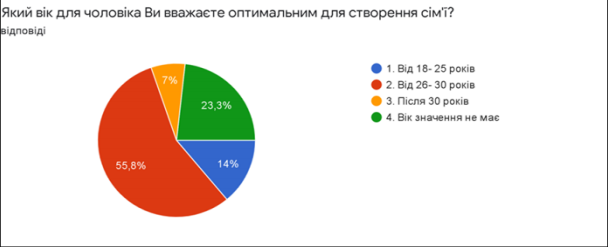 Який вік для чоловіка Ви вважаєте оптимальним для створення сім'ї?
відповіді
1. Від 18- 25 років
2. Від 26- 30 років
3. Після 30 років
4. Вік значення не має
7%
23,3%
55,8%
14%